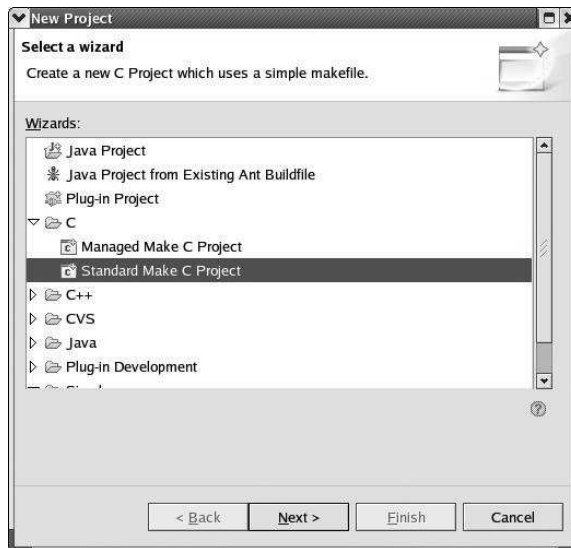 New Project
Select a wizard
Create a new C Project which uses a simple makefile.
Wizards:
Java Project
Java Project from Existing Ant Buildfile
Plug-in Project
C
Managed Make C Project
Standard Make C Project
C++
CVS
Java
Plug-in Development
< Back
Next >
Finish
Cancel